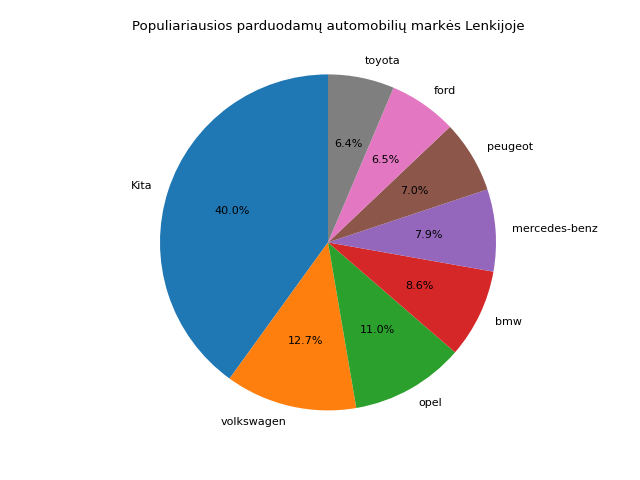 Populiariausios parduodamų automobilių markės Lenkijoje
toyota
ford
peugeot
mercedes-benz
bmw
opel
volkswagen
Kita
6.4%
6.5%
7.0%
7.9%
8.6%
11.0%
12.7%
40.0%